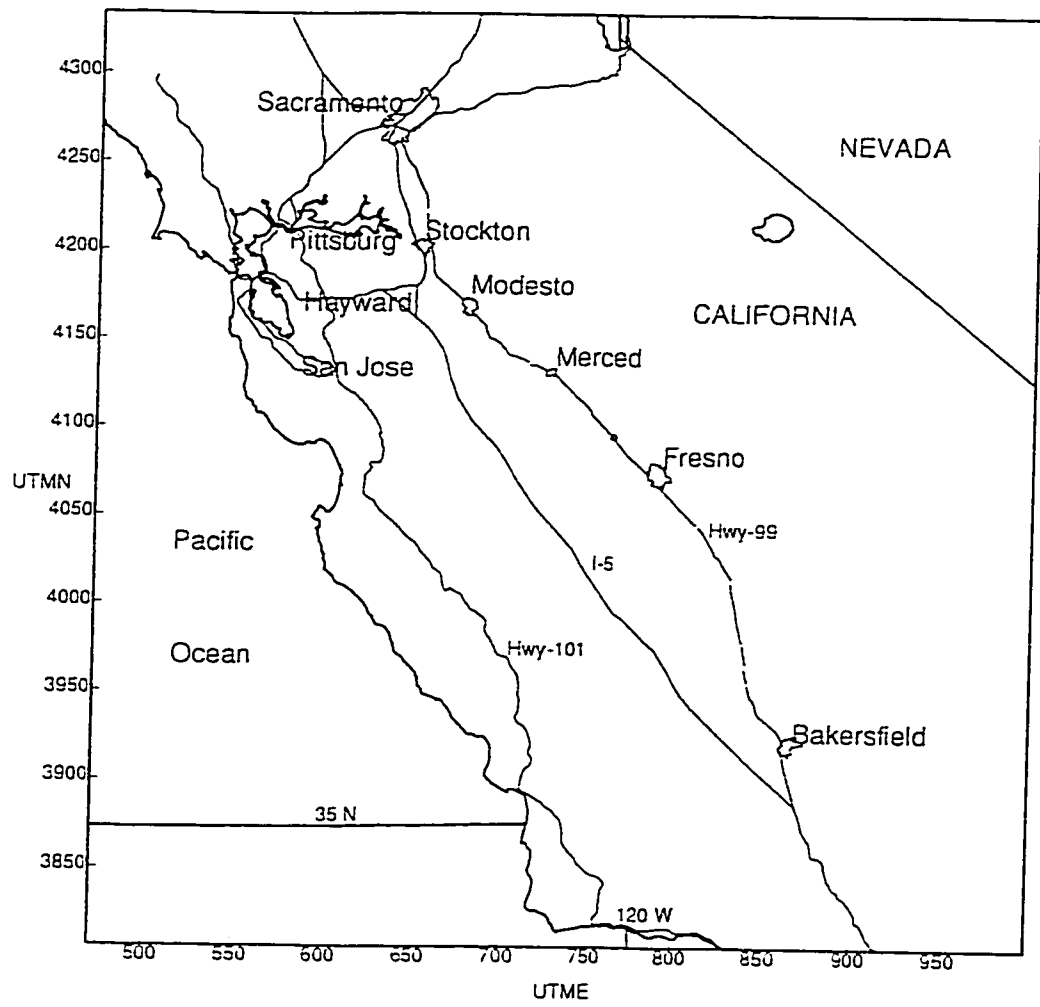 4300
Sacramento
NEVADA
4250
4200
Pittsburg
Stockton
Modesto
Hayward
CALIFORNIA
4150
San Jose
Merced
4100
Fresno
UTMN
4050
Hwy-99
Pacific
I-5
4000
Ocean
Hwy-101
3950
Bakersfield
3900
35 N
3850
120 W
500 550 600 650 700 750 800 850 900 950
UTME